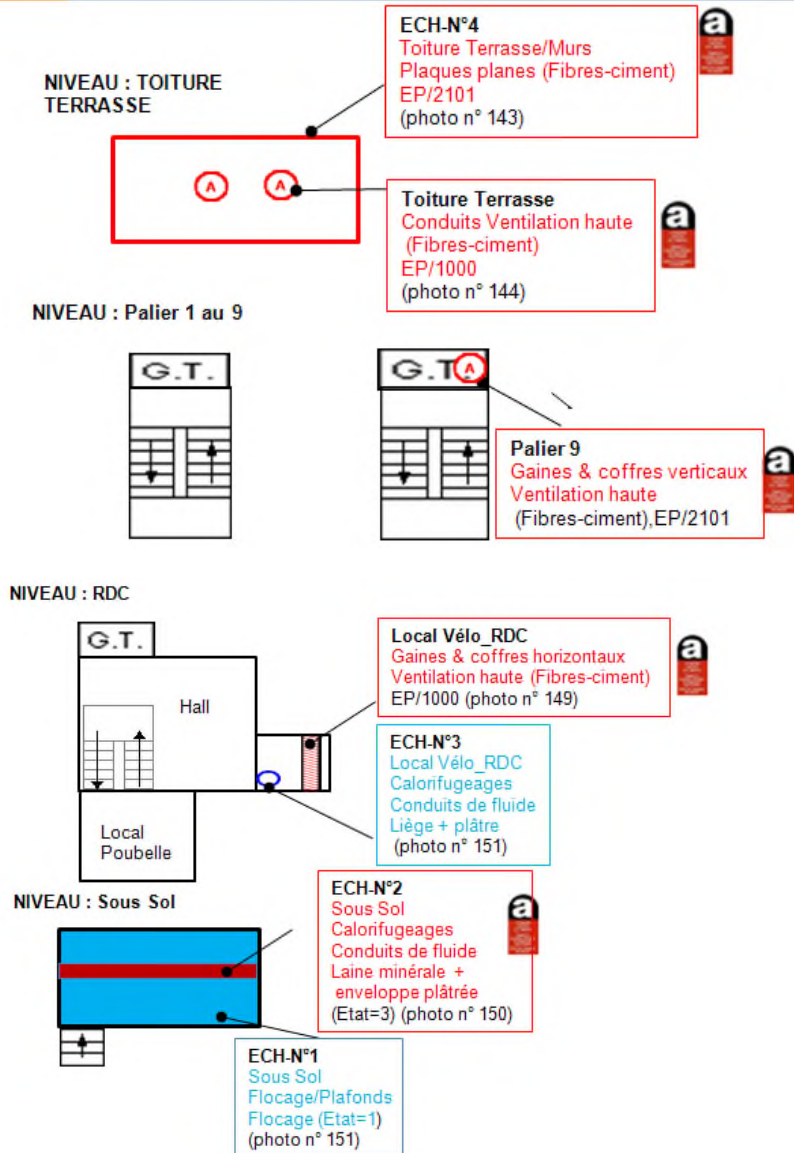 ECH-N°4
Toiture Terrasse/Murs
Plaques planes (Fibres-ciment)
EP/2101
(photo n° 143)
a
NIVEAU : TOITURE
TERRASSE
A
A
Toiture Terrasse
Conduits Ventilation haute
(Fibres-ciment)
EP/1000
(photo n° 144)
a
NIVEAU : Palier 1 au 9
G.T.
G.T.
A
Palier 9
Gaines & coffres verticaux
Ventilation haute
(Fibres-ciment),EP/2101
a
NIVEAU : RDC
G.T.
Hall
Local
Poubelle
Local Vélo_RDC
Gaines & coffres horizontaux
Ventilation haute (Fibres-ciment)
EP/1000 (photo n° 149)
a
ECH-N°3
Local Vélo_RDC
Calorifugeages
Conduits de fluide
Liège + plâtre
(photo n° 151)
NIVEAU : Sous Sol
ECH-N°2
Sous Sol
Calorifugeages
Conduits de fluide
Laine minérale +
enveloppe plâtrée
(Etat=3) (photo n° 150)
a
ECH-N°1
Sous Sol
Flocage/Plafonds
Flocage (Etat=1)
(photo n° 151)